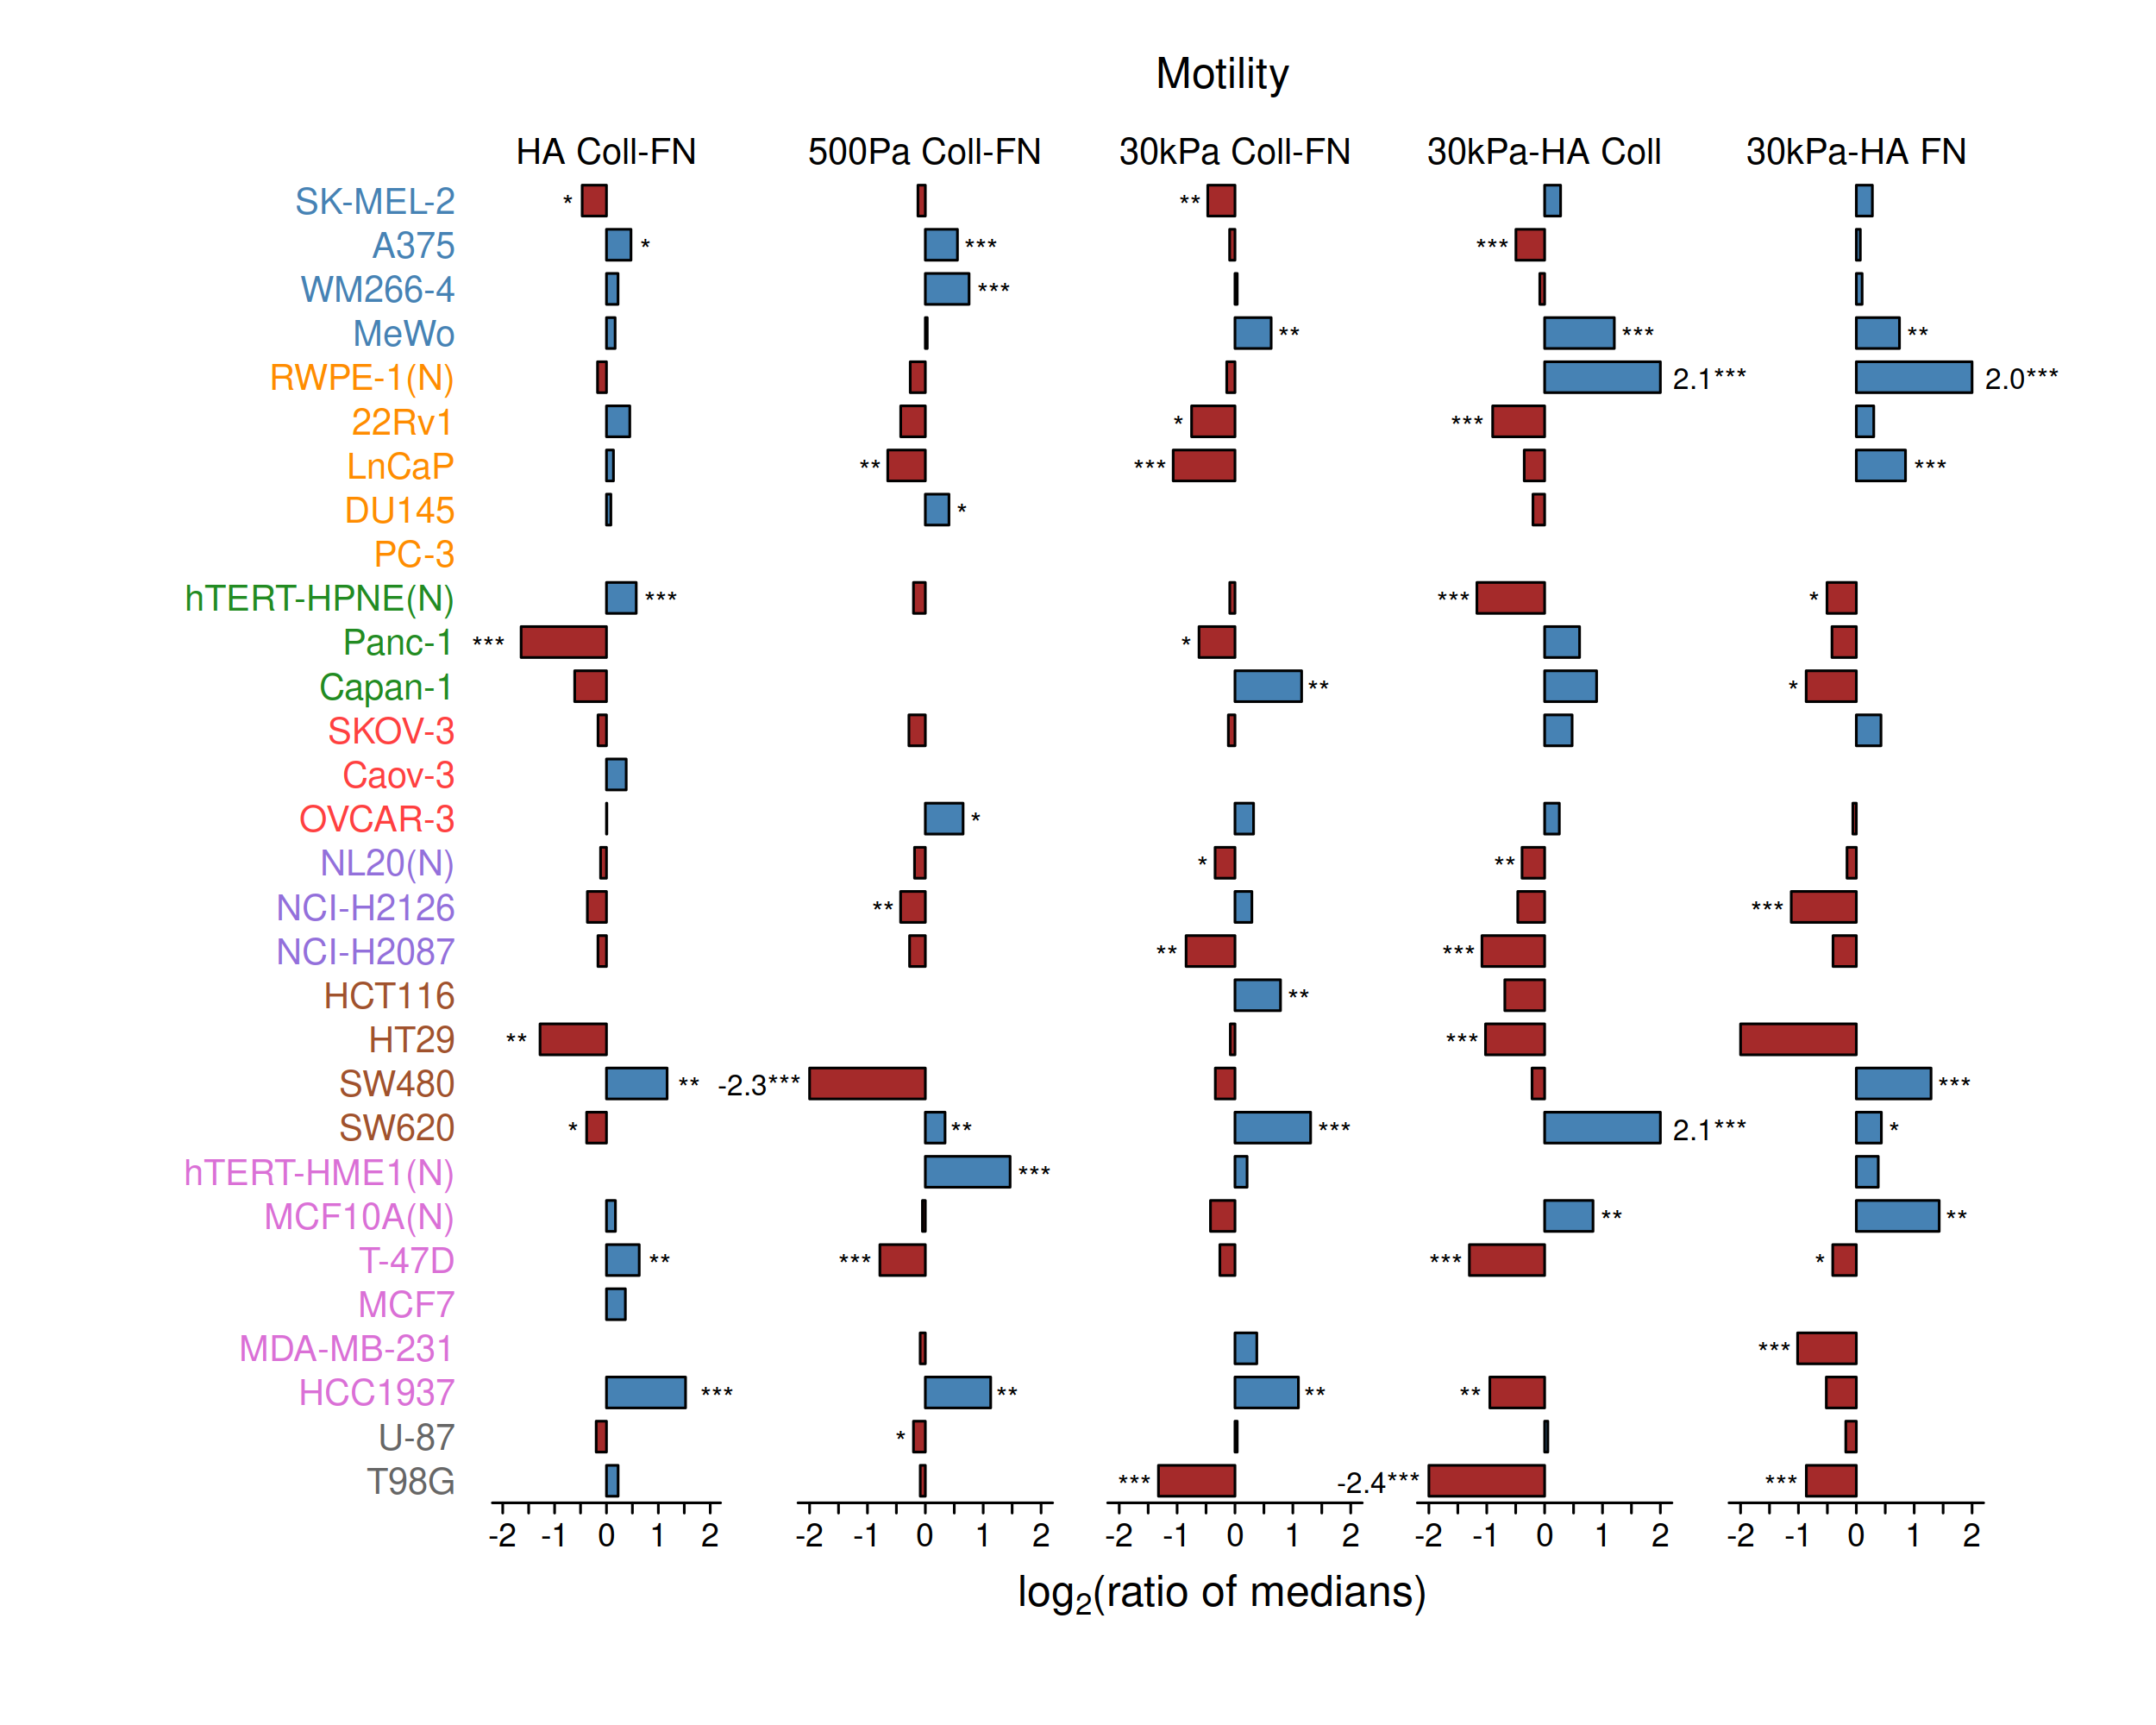 Motility
HA Coll-FN 500Pa Coll-FN 30kPa Coll-FN 30kPa-HA Coll 30kPa-HA FN
SK-MEL-2 * **
A375 * *** ***
WM266-4 ***
MeWo ** *** **
RWPE-1(N) 2.1*** 2.0***
22Rv1 * ***
LnCaP ** *** ***
DU145 *
PC-3
hTERT-HPNE(N) *** *** *
Panc-1 *** *
Capan-1 ** *
SKOV-3
Caov-3
OVCAR-3 *
NL20(N) * **
NCI-H2126 ** ***
NCI-H2087 ** ***
HCT116 **
HT29 ** ***
SW480 ** -2.3*** ***
SW620 * ** *** 2.1*** *
hTERT-HME1(N) ***
MCF10A(N) ** **
T-47D ** *** *** *
MCF7
MDA-MB-231 ***
HCC1937 *** ** ** **
U-87 *
T98G *** -2.4*** ***
-2 -1 0 1 2 -2 -1 0 1 2 -2 -1 0 1 2 -2 -1 0 1 2 -2 -1 0 1 2
log2(ratio of medians)